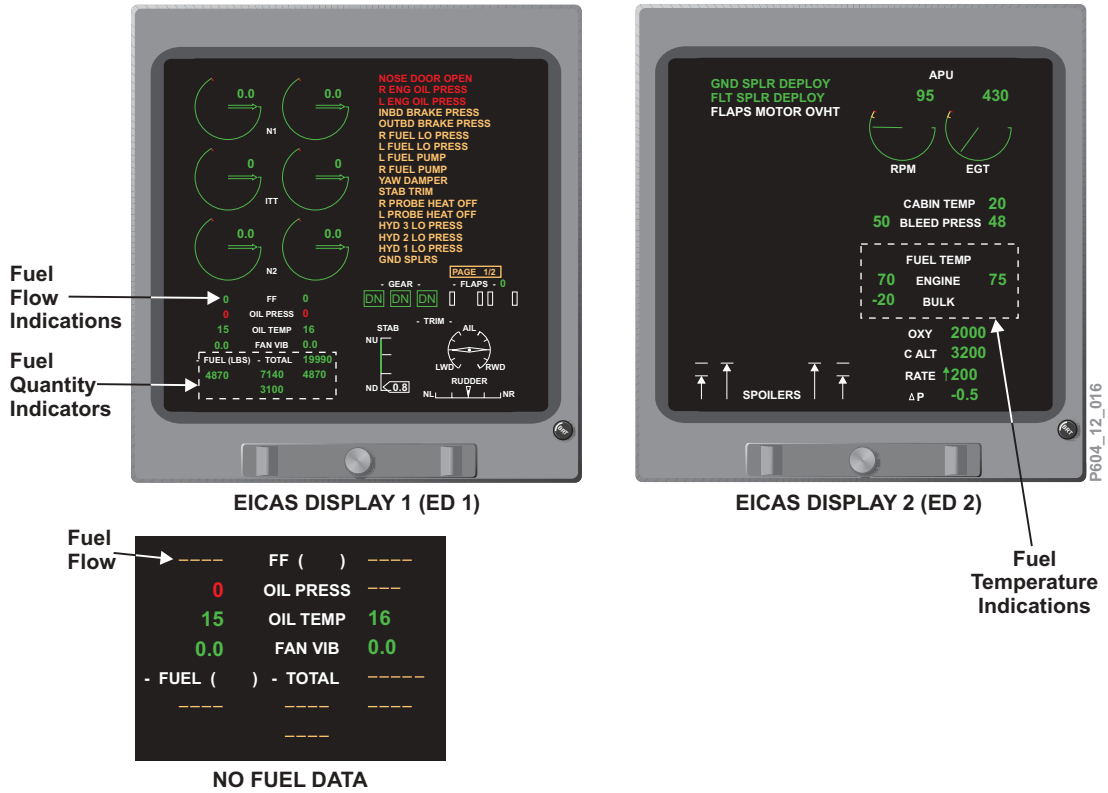 NOSE DOOR OPEN
R ENG OIL PRESS
L ENG OIL PRESS
INBD BRAKE PRESS
OUTBD BRAKE PRESS
R FUEL LO PRESS
L FUEL LO PRESS
L FUEL PUMP
R FUEL PUMP
YAW DAMPER
STAB TRIM
R PROBE HEAT OFF
L PROBE HEAT OFF
HYD 3 LO PRESS
HYD 2 LO PRESS
HYD 1 LO PRESS
GND SPLRS
PAGE 1/2
0.0 0.0
N1
0 0
ITT
0.0 0.0
N2
Fuel
Flow
Indications
0 FF 0
0 OIL PRESS 0
15 OIL TEMP 16
0.0 FAN VIB 0.0
Fuel
Quantity
Indicators
- FUEL (LBS) - TOTAL 19990
4870 7140 4870
3100
- GEAR - - FLAPS - 0
DN DN DN
- TRIM -
STAB AIL
NU
LWD RWD
RUDDER
ND 0.8 NL NR
BRT
EICAS DISPLAY 1 (ED 1)
GND SPLR DEPLOY
FLT SPLR DEPLOY
FLAPS MOTOR OVHT
APU
95 430
RPM EGT
CABIN TEMP 20
50 BLEED PRESS 48
FUEL TEMP
70 ENGINE 75
-20 BULK
OXY 2000
C ALT 3200
RATE ↑200
Δ P -0.5
SPOILERS
BRT
EICAS DISPLAY 2 (ED 2)
P604_12_016
Fuel
Temperature
Indications
Fuel
Flow
–––– FF ( ) ––––
0 OIL PRESS –––
15 OIL TEMP 16
0.0 FAN VIB 0.0
- FUEL ( ) - TOTAL –––––
–––– –––– ––––
––––
NO FUEL DATA